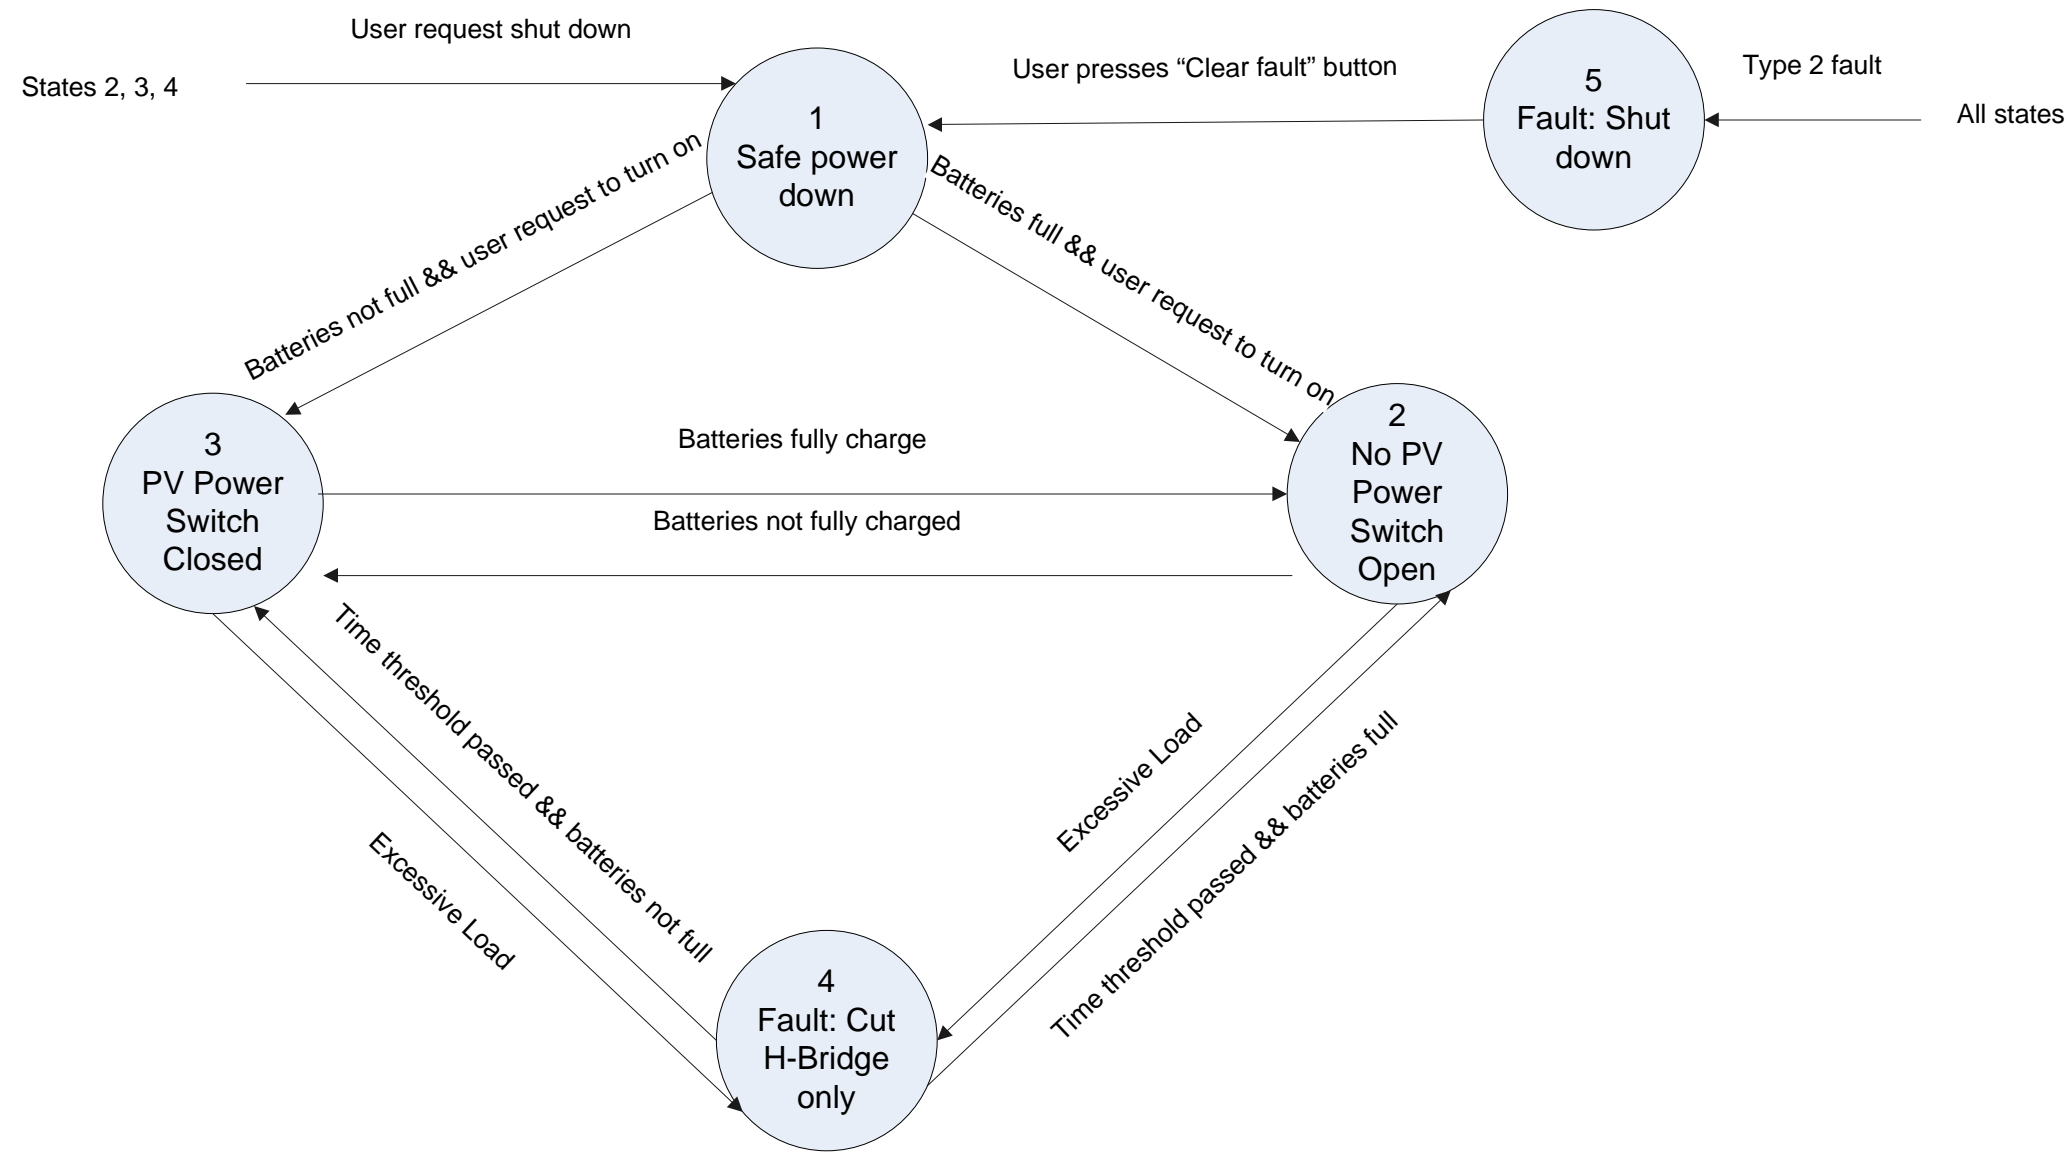 User request shut down
States 2, 3, 4
User presses “Clear fault” button
Type 2 fault
All states
5
Fault: Shut
down
1
Safe power
down
Batteries not full && user request to turn on
Batteries full && user request to turn on
3
PV Power
Switch
Closed
Batteries fully charge
Batteries not fully charged
2
No PV
Power
Switch
Open
Time threshold passed && batteries not full
Excessive Load
Excessive Load
Time threshold passed && batteries full
4
Fault: Cut
H-Bridge
only